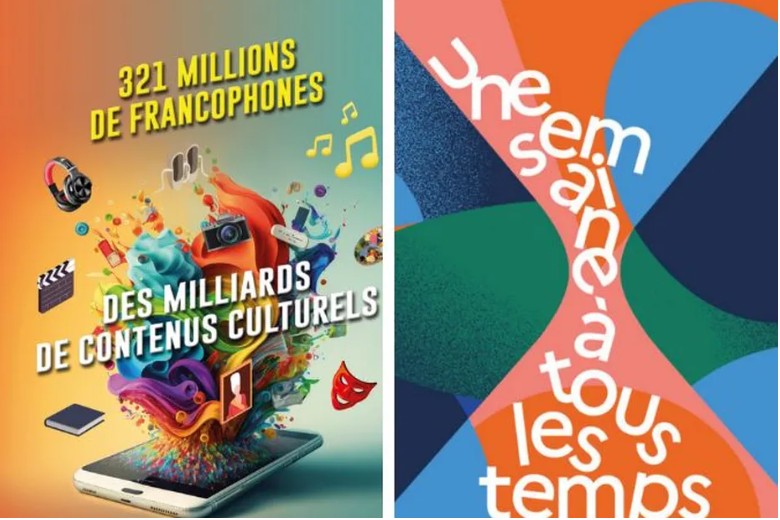 321 MILLIONS
DE FRANCOPHONES
DES MILLIARDS
DE CONTENUS CULTURELS
une
semaine
à
tous
les
temps